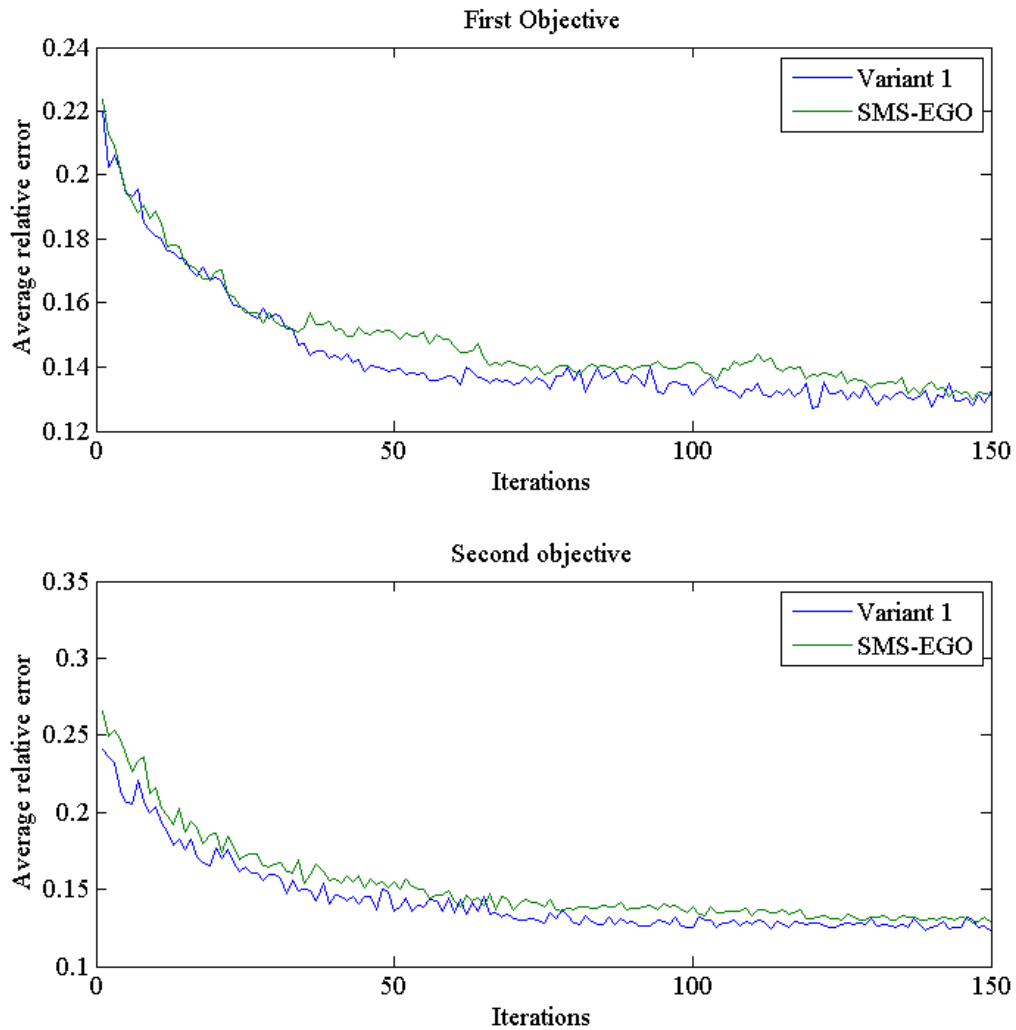 First Objective
0.24
0.22
0.2
0.18
0.16
0.14
0.12
Average relative error
Variant 1
SMS-EGO
0
50
100
150
Iterations
Second objective
0.35
0.3
0.25
0.2
0.15
0.1
Average relative error
Variant 1
SMS-EGO
0
50
100
150
Iterations